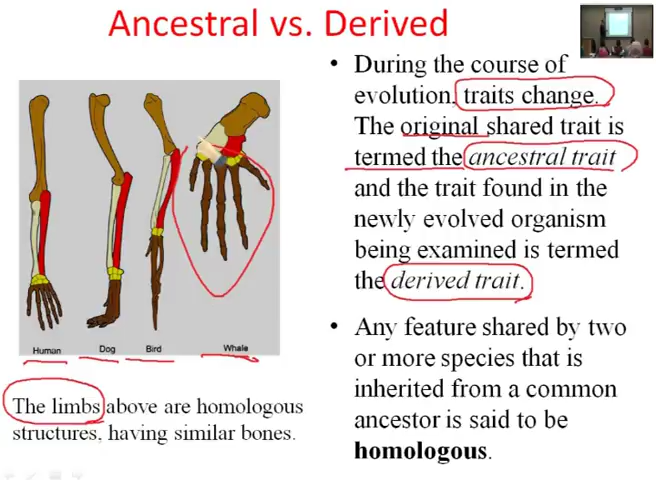 Ancestral vs. Derived
Human
Dog
Bird
Whale
The limbs above are homologous
structures, having similar bones.
• During the course of
evolution, traits change.
The original shared trait is
termed the ancestral trait
and the trait found in the
newly evolved organism
being examined is termed
the derived trait.
• Any feature shared by two
or more species that is
inherited from a common
ancestor is said to be
homologous.